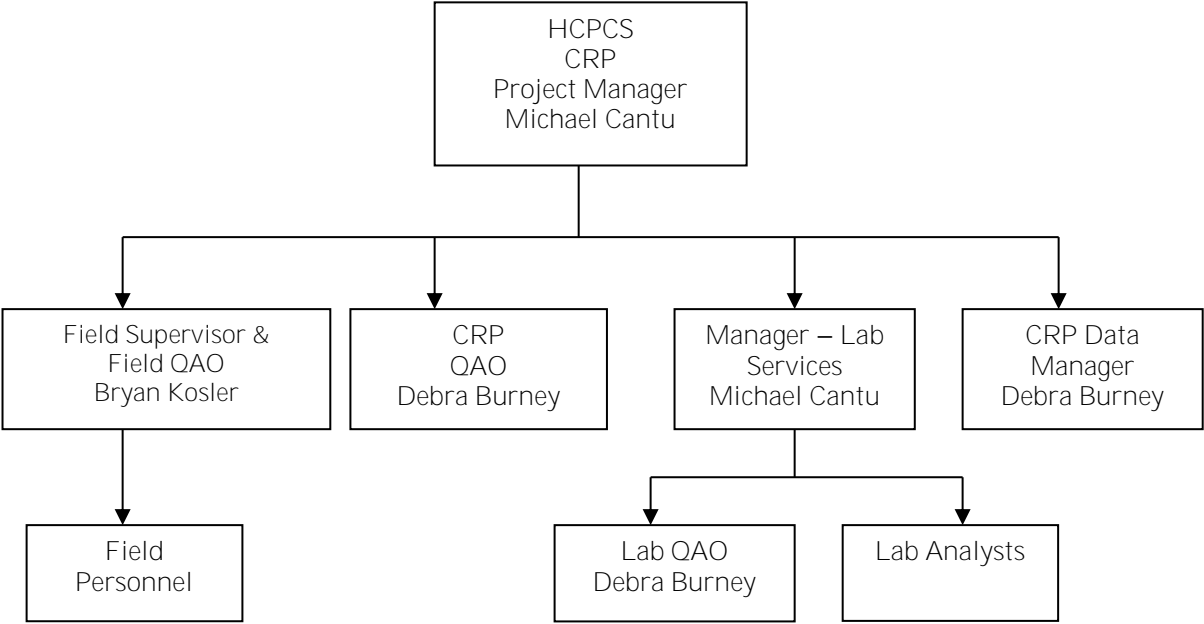 HCPCS
CRP
Project Manager
Michael Cantu
Field Supervisor &
Field QAO
Bryan Kosler
CRP
QAO
Debra Burney
Manager – Lab
Services
Michael Cantu
CRP Data
Manager
Debra Burney
Field
Personnel
Lab QAO
Debra Burney
Lab Analysts